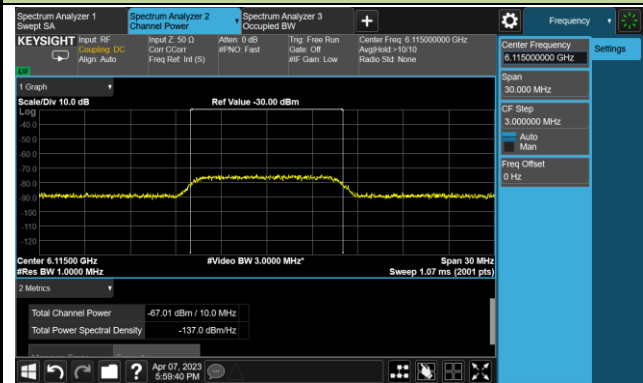 Spectrum Analyzer 1
Swept SA
Spectrum Analyzer 2
Channel Power
Spectrum Analyzer 3
Occupied BW
Frequency
KEYSIGHT
Input: RF
Coupling: DC
Align: Auto
Input Z: 50 Ω
Corr CCorr
Freq Ref: Int (S)
Atten: 0 dB
#PNO: Fast
Trig: Free Run
Gate: Off
#IF Gain: Low
Center Freq: 6.115000000 GHz
Avg|Hold:>10/10
Radio Std: None
Center Frequency
6.115000000 GHz
Settings
Span
30.000 MHz
CF Step
3.000000 MHz
Auto
Man
Freq Offset
0 Hz
1 Graph
Scale/Div 10.0 dB
Ref Value -30.00 dBm
Log
-40.0
-50.0
-60.0
-70.0
-80.0
-90.0
-100
-110
-120
Center 6.11500 GHz
#Video BW 3.0000 MHz*
Span 30 MHz
#Res BW 1.0000 MHz
Sweep 1.07 ms (2001 pts)
2 Metrics
Total Channel Power
-67.01 dBm / 10.0 MHz
Total Power Spectral Density
-137.0 dBm/Hz
?
Apr 07, 2023
5:59:40 PM